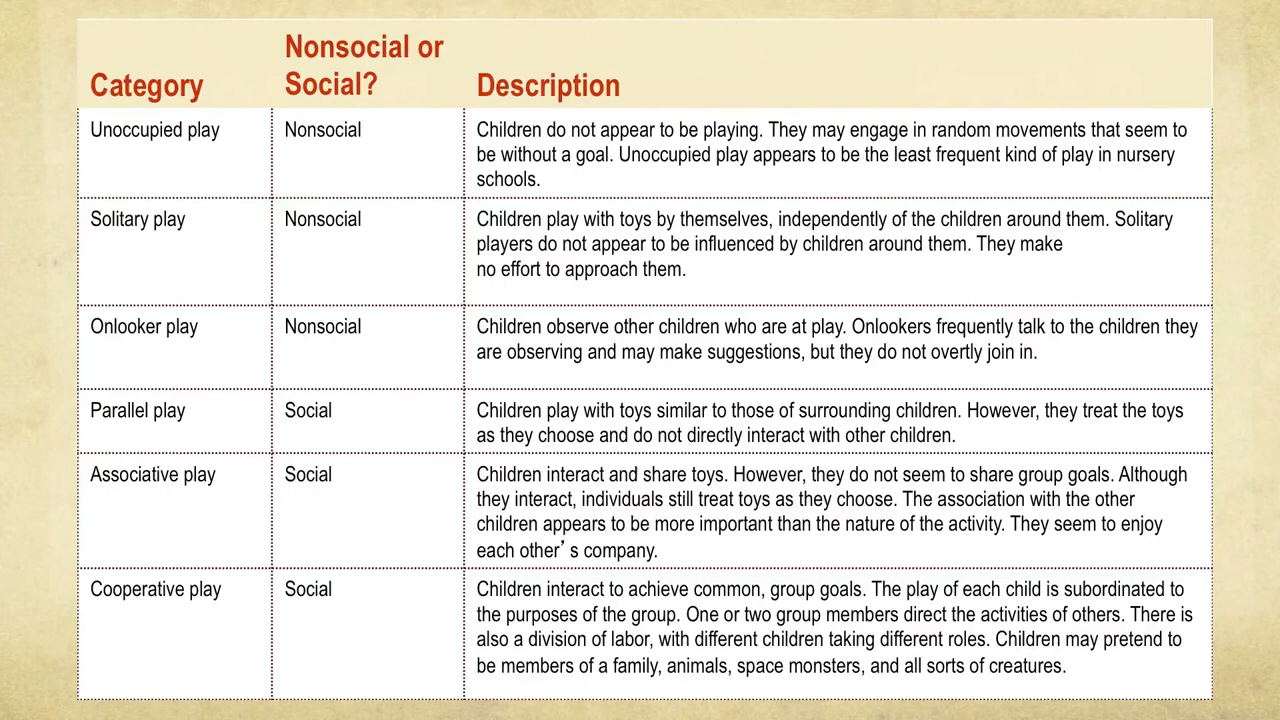 Category
Nonsocial or
Social?
Description
Unoccupied play
Nonsocial
Children do not appear to be playing. They may engage in random movements that seem to
be without a goal. Unoccupied play appears to be the least frequent kind of play in nursery
schools.
Solitary play
Nonsocial
Children play with toys by themselves, independently of the children around them. Solitary
players do not appear to be influenced by children around them. They make
no effort to approach them.
Onlooker play
Nonsocial
Children observe other children who are at play. Onlookers frequently talk to the children they
are observing and may make suggestions, but they do not overtly join in.
Parallel play
Social
Children play with toys similar to those of surrounding children. However, they treat the toys
as they choose and do not directly interact with other children.
Associative play
Social
Children interact and share toys. However, they do not seem to share group goals. Although
they interact, individuals still treat toys as they choose. The association with the other
children appears to be more important than the nature of the activity. They seem to enjoy
each other’s company.
Cooperative play
Social
Children interact to achieve common, group goals. The play of each child is subordinated to
the purposes of the group. One or two group members direct the activities of others. There is
also a division of labor, with different children taking different roles. Children may pretend to
be members of a family, animals, space monsters, and all sorts of creatures.